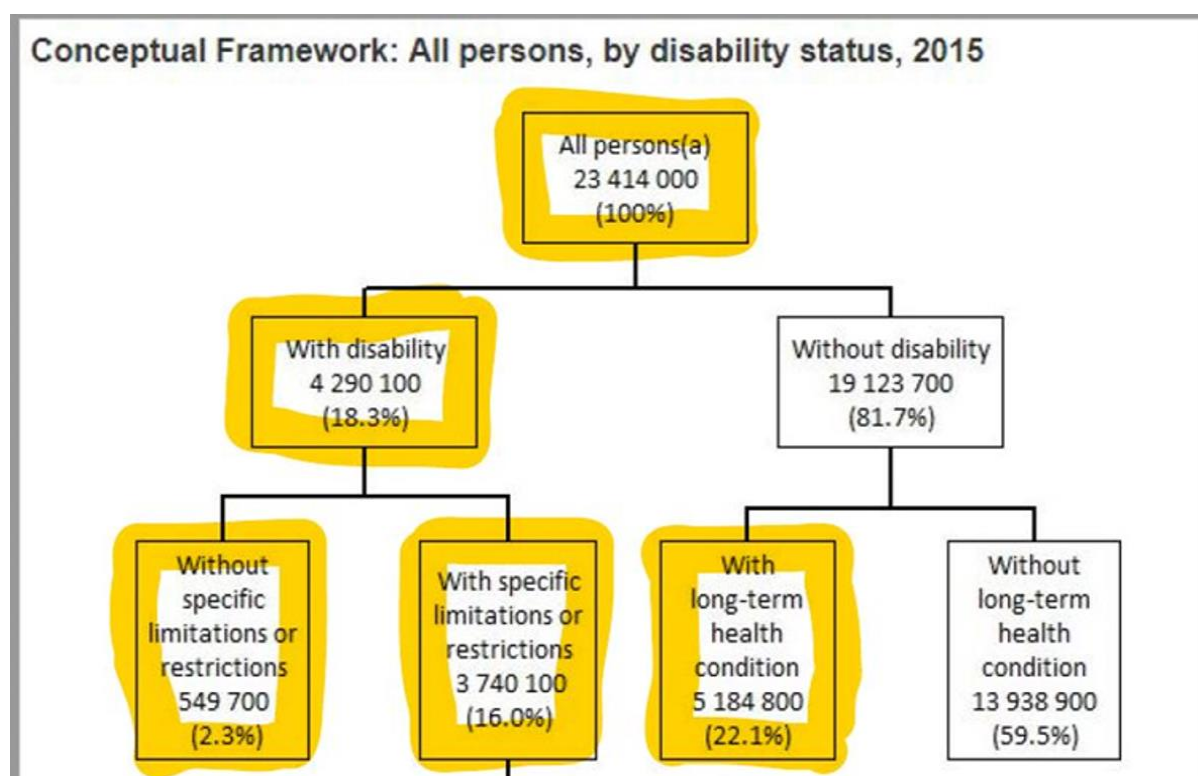 Conceptual Framework: All persons, by disability status, 2015
All persons(a)
23 414 000
(100%)
With disability
4 290 100
(18.3%)
Without disability
19 123 700
(81.7%)
Without
specific
limitations or
restrictions
549 700
(2.3%)
With specific
limitations or
restrictions
3 740 100
(16.0%)
With
long-term
health
condition
5 184 800
(22.1%)
Without
long-term
health
condition
13 938 900
(59.5%)